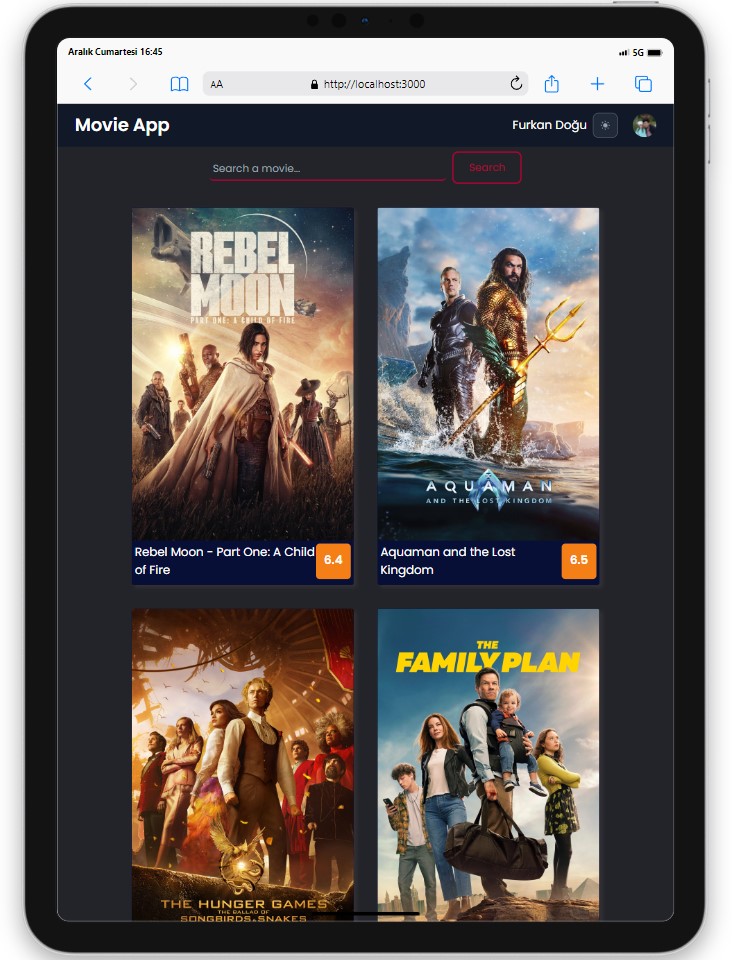 Aralık Cumartesi 16:45
5G
AA
http://localhost:3000
Movie App
Furkan Doğu
Search a movie...
Search
REBEL
MOON
PART ONE: A CHILD OF FIRE
Rebel Moon - Part One: A Child
of Fire
6.4
AQUAMAN
AND THE LOST KINGDOM
Aquaman and the Lost
Kingdom
6.5
THE HUNGER GAMES
THE BALLAD OF
SONGBIRDS & SNAKES
THE
FAMILY PLAN